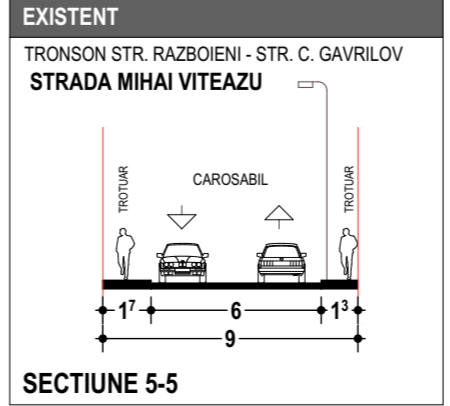 EXISTENT
TRONSON STR. RAZBOIENI - STR. C. GAVRILOV
STRADA MIHAI VITEAZU
TROTUAR
CAROSABIL
TROTUAR
1⁷ 6 1³
9
SECTIUNE 5-5